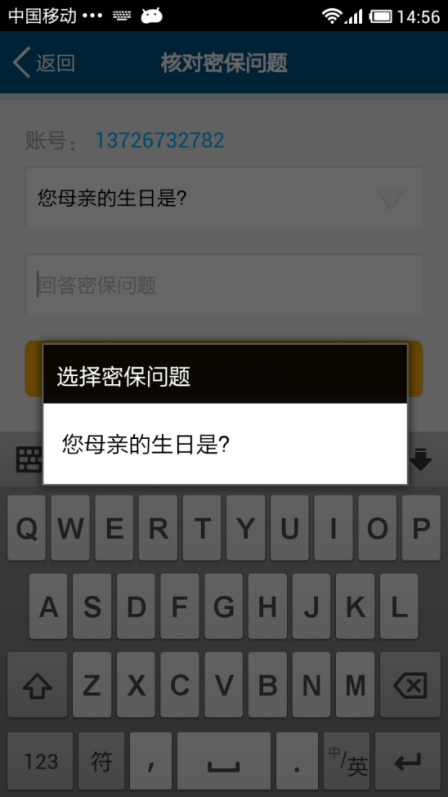 中国移动 ••• 14:56
返回 核对密保问题
账号： 13726732782
您母亲的生日是?
回答密保问题
选择密保问题
您母亲的生日是?
Q W E R T Y U I O P
A S D F G H J K L
Z X C V B N M
123 符 , . 中/英